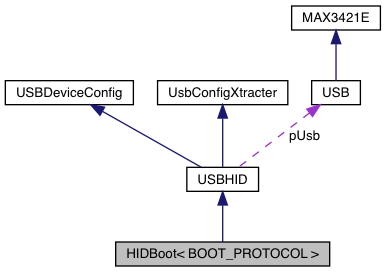 MAX3421E
USBDeviceConfig
UsbConfigXtracter
USB
pUsb
USBHID
HIDBoot< BOOT_PROTOCOL >